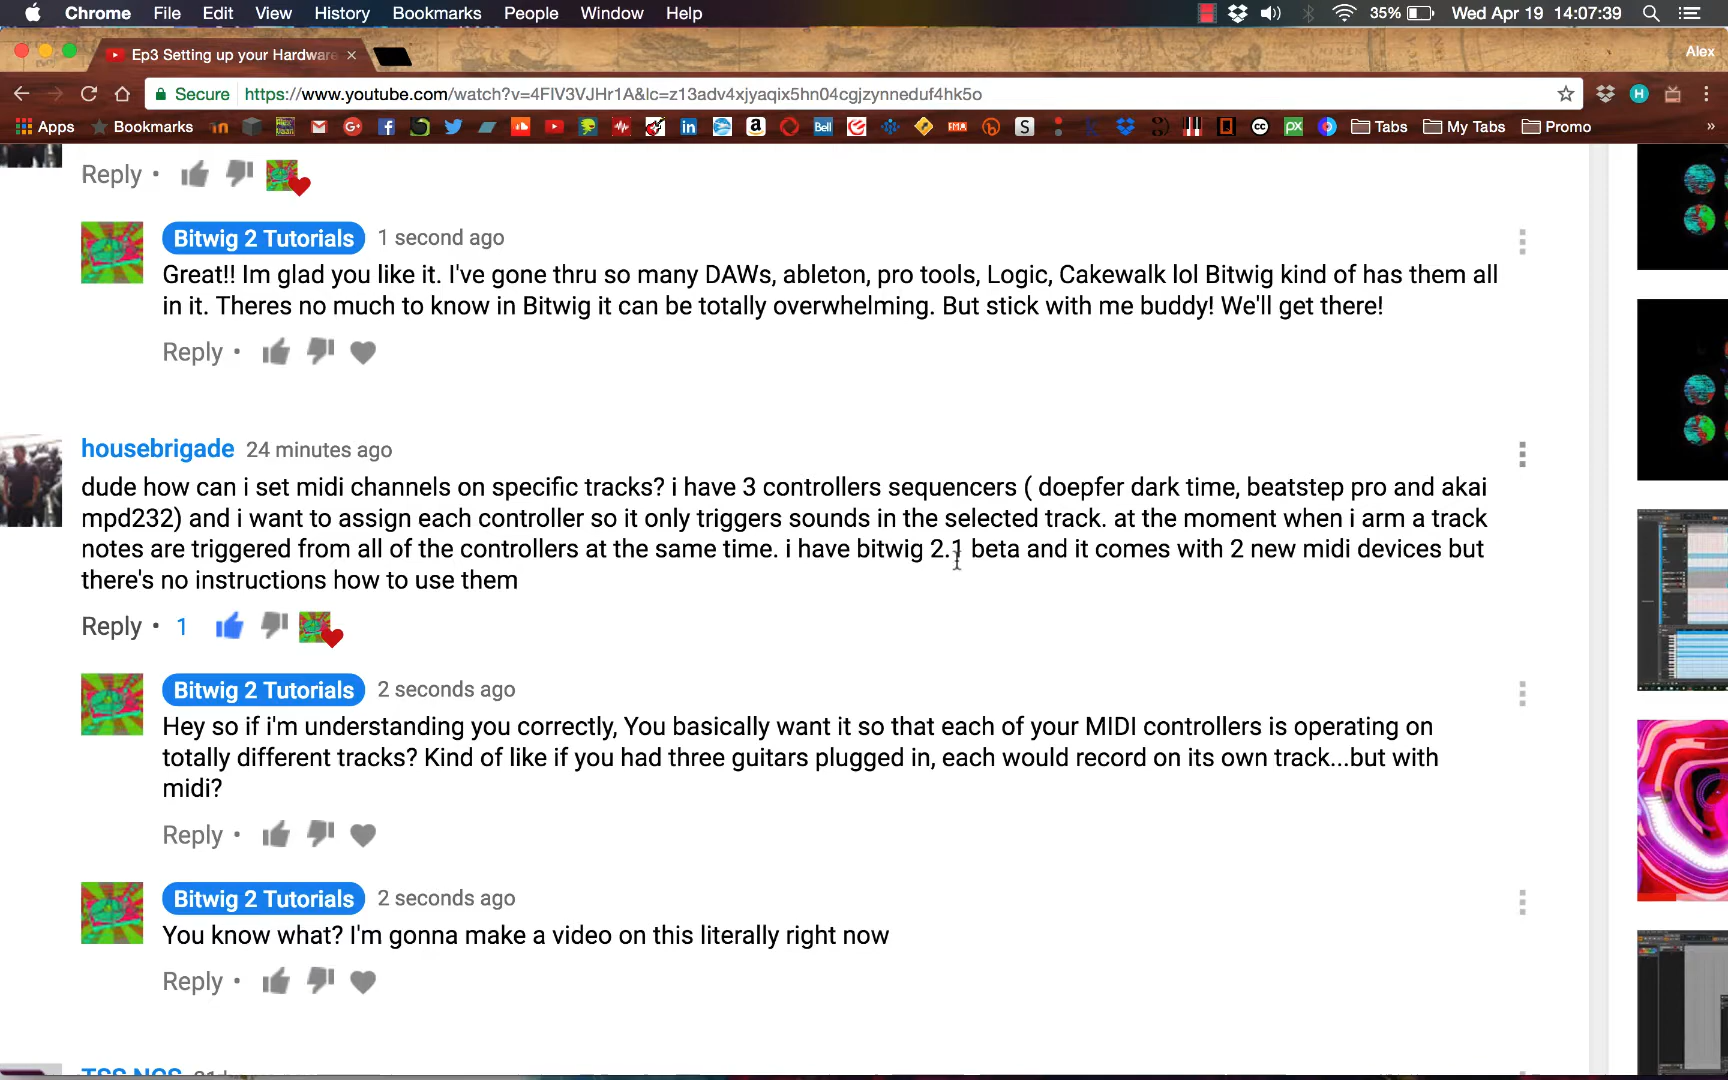 Chrome File Edit View History Bookmarks People Window Help 35% Wed Apr 19 14:07:39
Ep3 Setting up your Hardware Alex
Secure https://www.youtube.com/watch?v=4FlV3VJHr1A&lc=z13adv4xjyaqix5hn04cgjzynneduf4hk5o
Apps Bookmarks Tabs My Tabs Promo »
Reply •
Bitwig 2 Tutorials 1 second ago
Great!! Im glad you like it. I've gone thru so many DAWs, ableton, pro tools, Logic, Cakewalk lol Bitwig kind of has them all
in it. Theres no much to know in Bitwig it can be totally overwhelming. But stick with me buddy! We'll get there!
Reply •
housebrigade 24 minutes ago
dude how can i set midi channels on specific tracks? i have 3 controllers sequencers ( doepfer dark time, beatstep pro and akai
mpd232) and i want to assign each controller so it only triggers sounds in the selected track. at the moment when i arm a track
notes are triggered from all of the controllers at the same time. i have bitwig 2.1 beta and it comes with 2 new midi devices but
there's no instructions how to use them
Reply • 1
Bitwig 2 Tutorials 2 seconds ago
Hey so if i'm understanding you correctly, You basically want it so that each of your MIDI controllers is operating on
totally different tracks? Kind of like if you had three guitars plugged in, each would record on its own track...but with
midi?
Reply •
Bitwig 2 Tutorials 2 seconds ago
You know what? I'm gonna make a video on this literally right now
Reply •